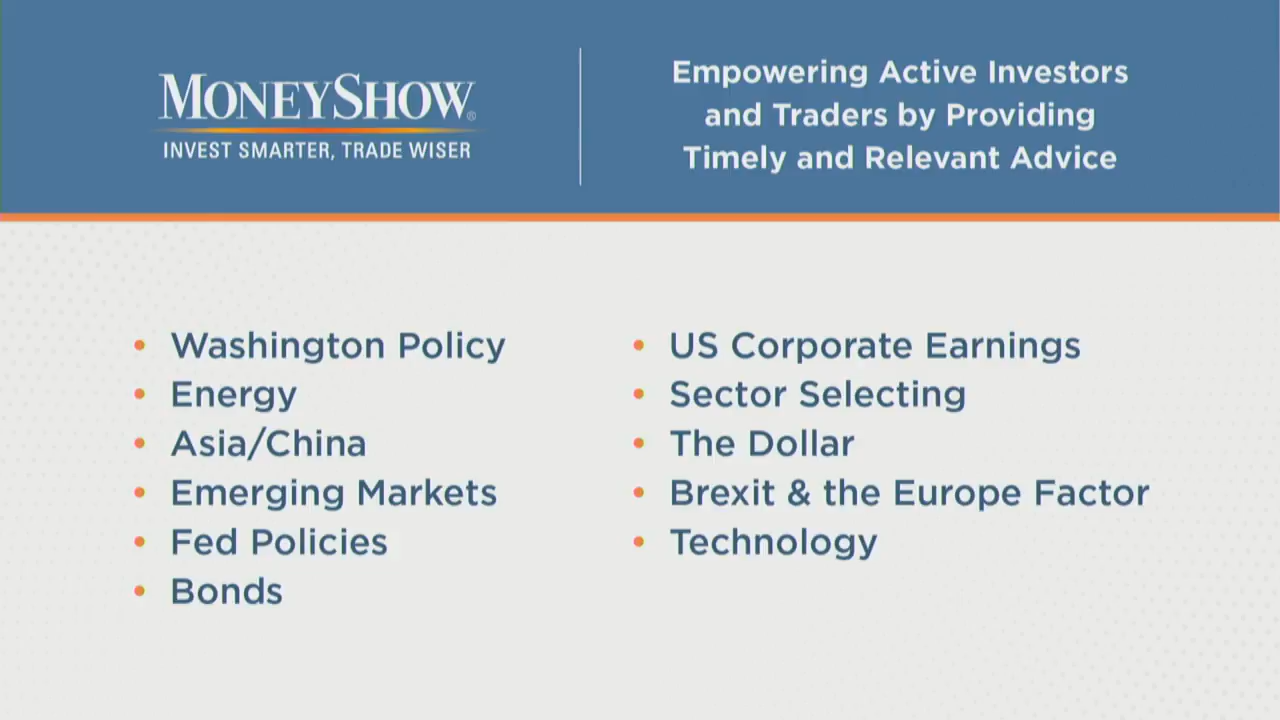 MONEYSHOW®
INVEST SMARTER, TRADE WISER
Empowering Active Investors
and Traders by Providing
Timely and Relevant Advice
• Washington Policy
• Energy
• Asia/China
• Emerging Markets
• Fed Policies
• Bonds
• US Corporate Earnings
• Sector Selecting
• The Dollar
• Brexit & the Europe Factor
• Technology